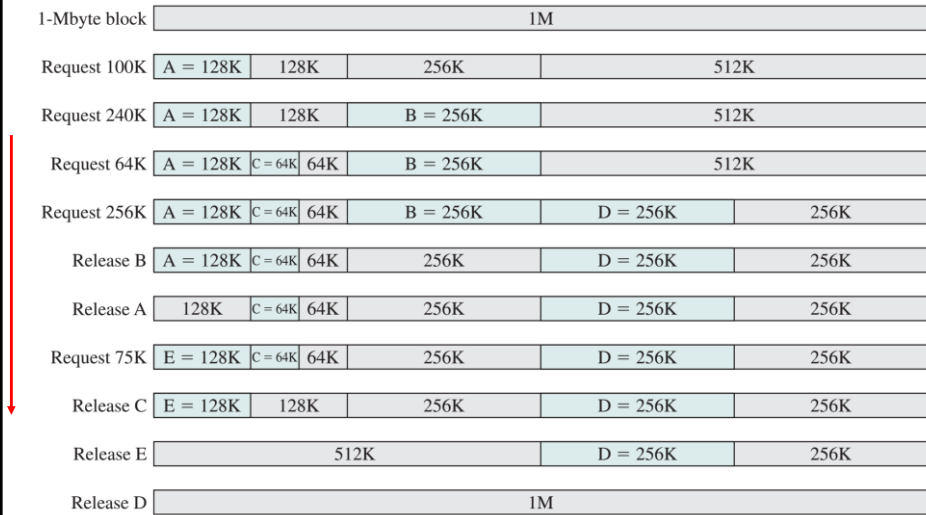 1-Mbyte block 1M
Request 100K A = 128K 128K 256K 512K
Request 240K A = 128K 128K B = 256K 512K
Request 64K A = 128K C = 64K 64K B = 256K 512K
Request 256K A = 128K C = 64K 64K B = 256K D = 256K 256K
Release B A = 128K C = 64K 64K 256K D = 256K 256K
Release A 128K C = 64K 64K 256K D = 256K 256K
Request 75K E = 128K C = 64K 64K 256K D = 256K 256K
Release C E = 128K 128K 256K D = 256K 256K
Release E 512K D = 256K 256K
Release D 1M